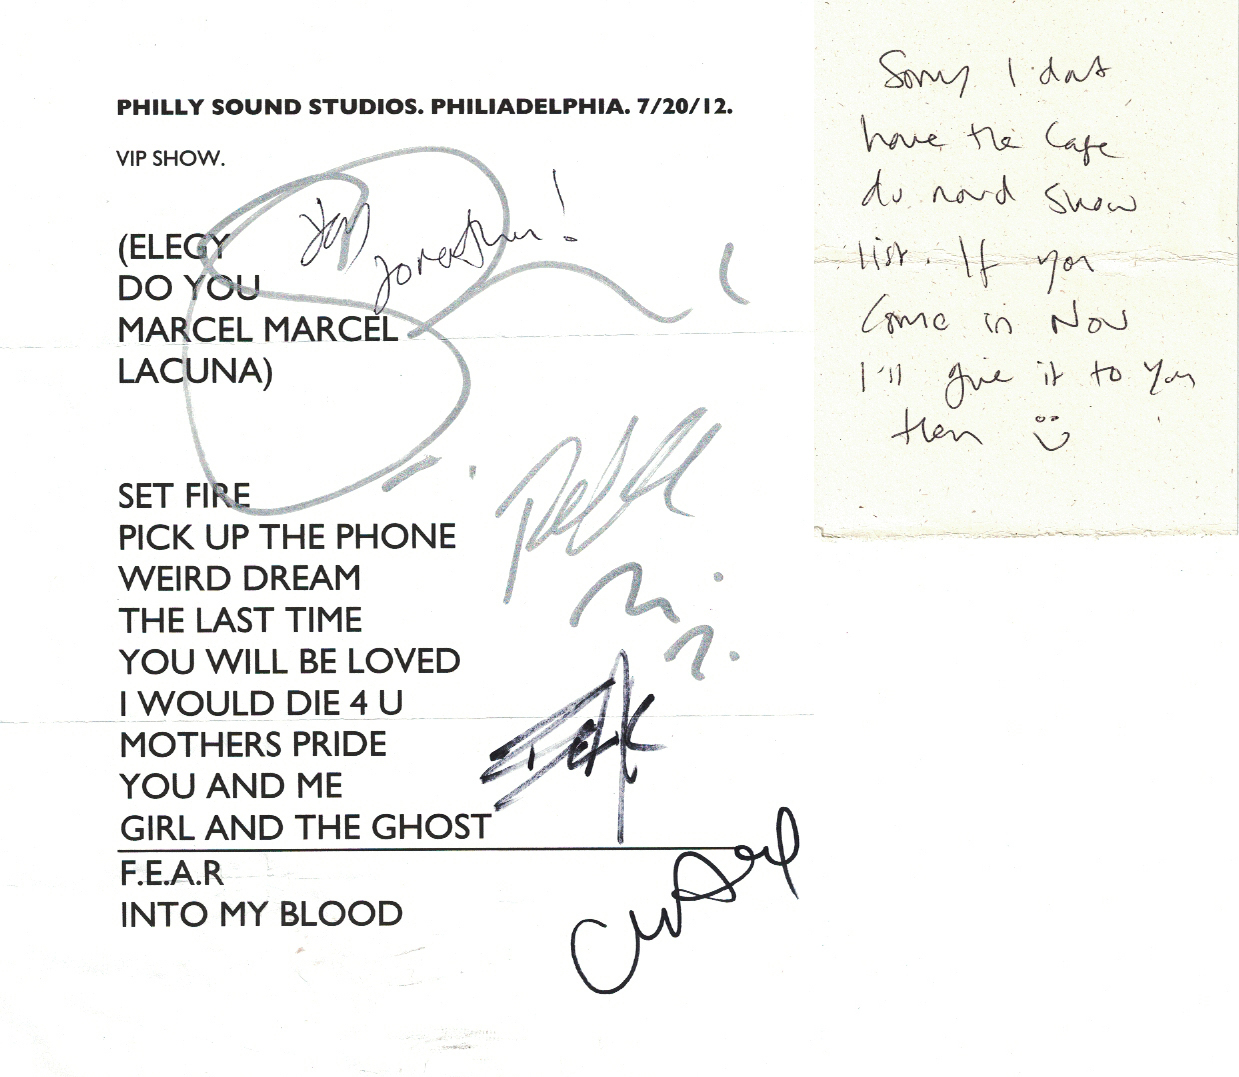 PHILLY SOUND STUDIOS. PHILIADELPHIA. 7/20/12.
VIP SHOW.
Jonathan!
(ELEGY
DO YOU
MARCEL MARCEL
LACUNA)
SET FIRE
PICK UP THE PHONE
WEIRD DREAM
THE LAST TIME
YOU WILL BE LOVED
I WOULD DIE 4 U
MOTHERS PRIDE
YOU AND ME
GIRL AND THE GHOST
F.E.A.R
INTO MY BLOOD
Sorry I dont
have the Cafe
du nord show
list. If you
come in Nov
I'll give it to you
then